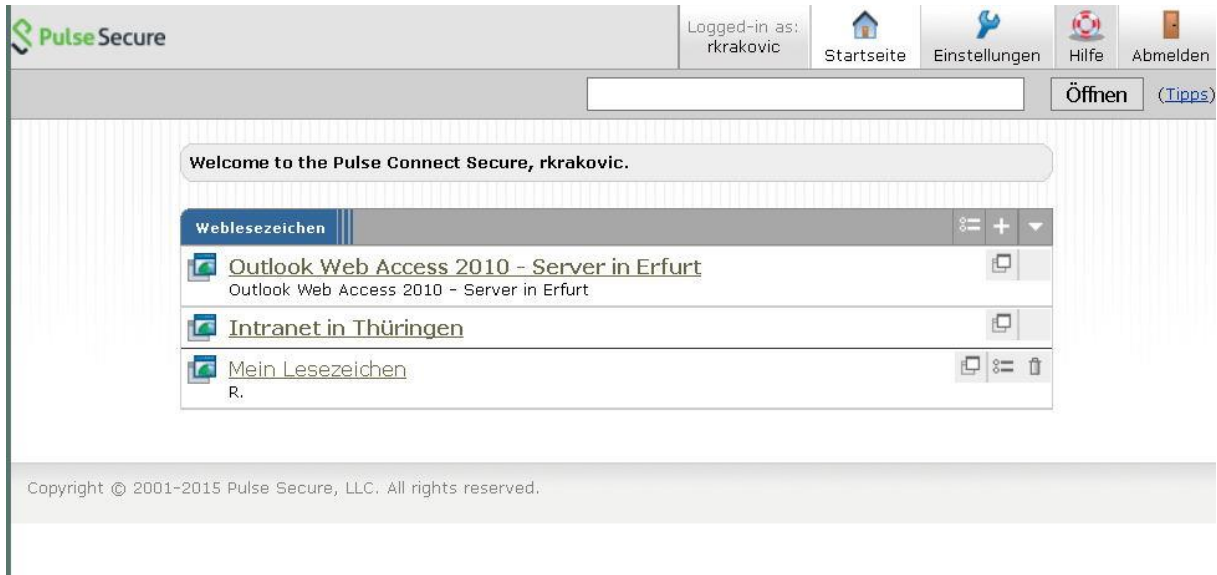 Pulse Secure
Logged-in as:
rkrakovic
Startseite
Einstellungen
Hilfe
Abmelden
Öffnen
(Tipps)
Welcome to the Pulse Connect Secure, rkrakovic.
Weblesezeichen
Outlook Web Access 2010 - Server in Erfurt
Outlook Web Access 2010 - Server in Erfurt
Intranet in Thüringen
Mein Lesezeichen
R.
Copyright © 2001-2015 Pulse Secure, LLC. All rights reserved.